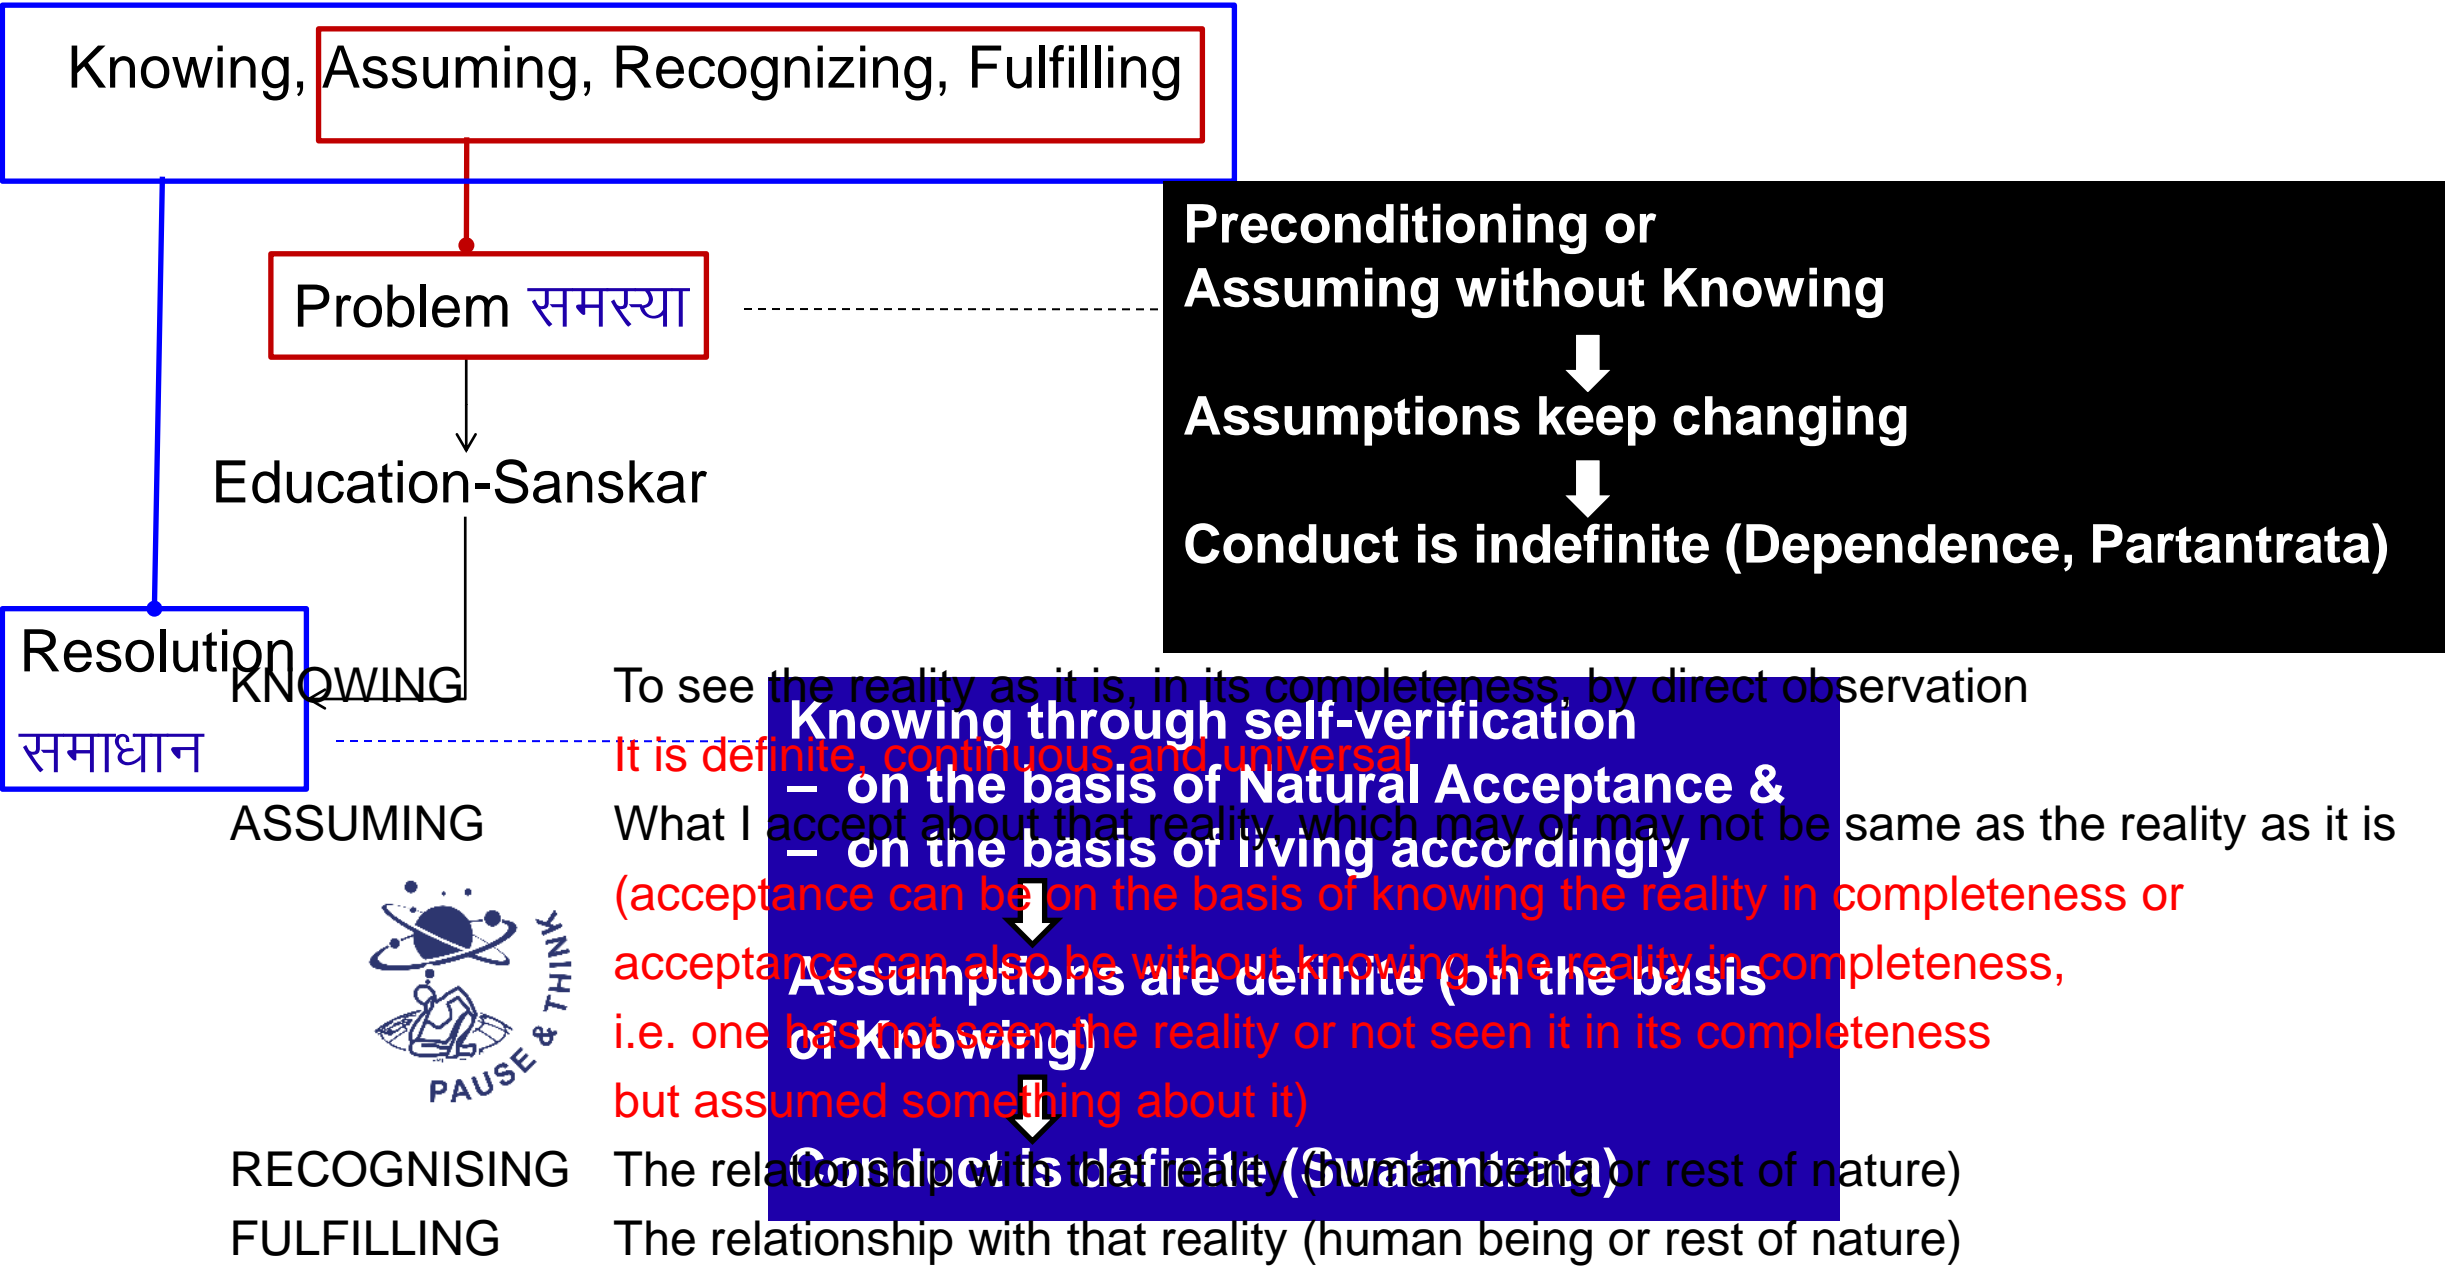 Knowing, Assuming, Recognizing, Fulfilling
Problem समस्या
Preconditioning or
Assuming without Knowing
Assumptions keep changing
Conduct is indefinite (Dependence, Partantrata)
Education-Sanskar
Resolution
समाधान
Knowing through self-verification
– on the basis of Natural Acceptance &
– on the basis of living accordingly
Assumptions are definite (on the basis
of Knowing)
Conduct is definite (Swatantrata)
KNOWING To see the reality as it is, in its completeness, by direct observation
It is definite, continuous and universal
ASSUMING What I accept about that reality, which may or may not be same as the reality as it is
(acceptance can be on the basis of knowing the reality in completeness or
acceptance can also be without knowing the reality in completeness,
i.e. one has not seen the reality or not seen it in its completeness
but assumed something about it)
PAUSE & THINK
RECOGNISING The relationship with that reality (human being or rest of nature)
FULFILLING The relationship with that reality (human being or rest of nature)